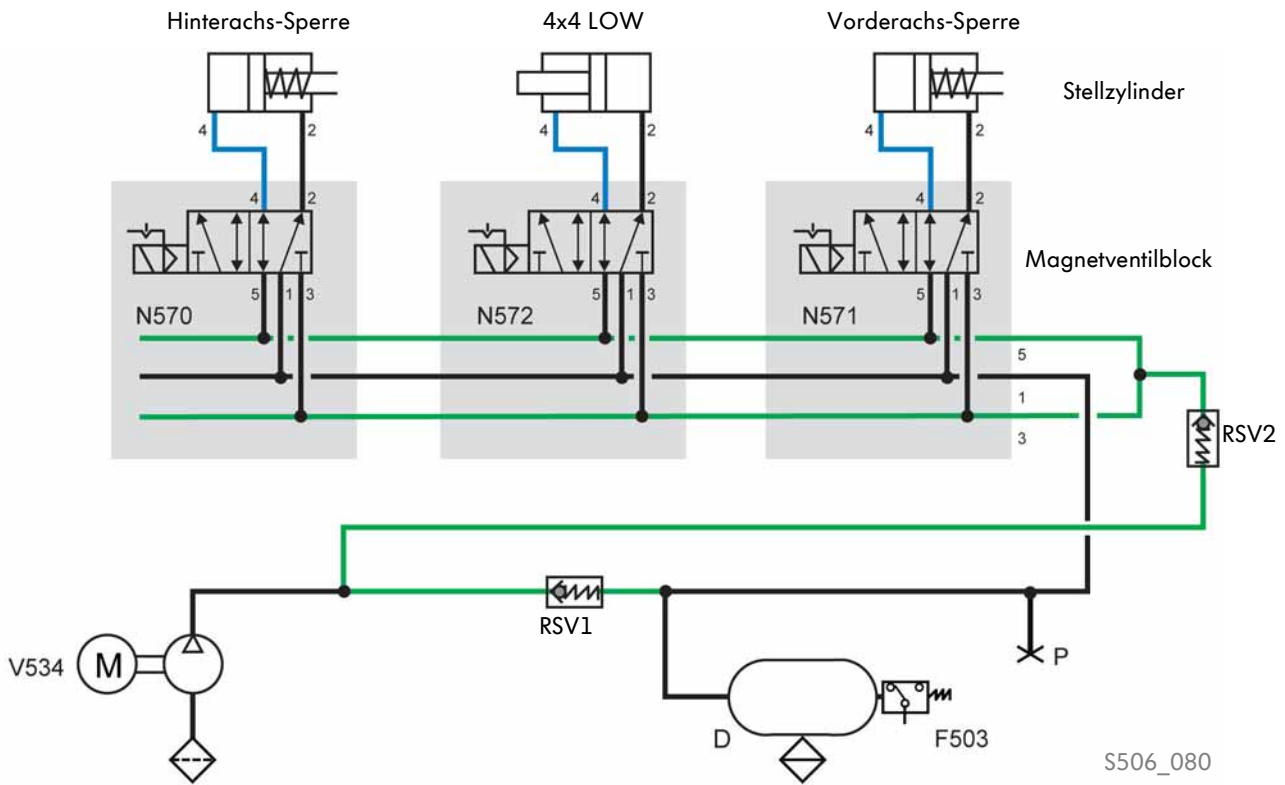 Hinterachs-Sperre
4x4 LOW
Vorderachs-Sperre
Stellzylinder
4 2 4 2 4 2
4 2 4 2 4 2
Magnetventilblock
5 1 3 5 1 3 5 1 3
N570 N572 N571
5
1
3
RSV2
RSV1
V534 M P
D F503
S506_080